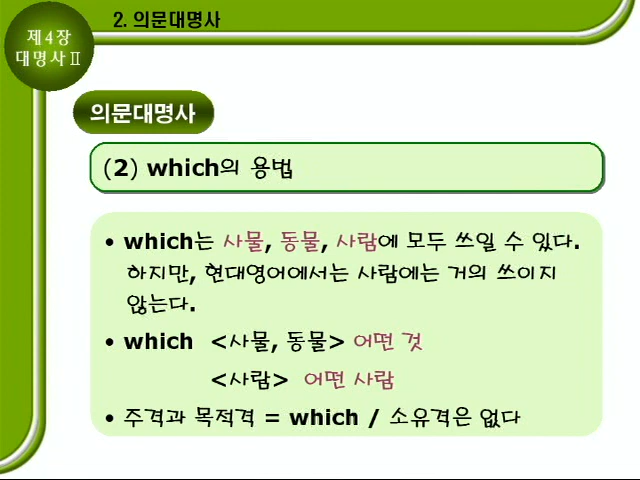 2. 의문대명사
제4장
대명사Ⅱ
의문대명사
(2) which의 용법
• which는 사물, 동물, 사람에 모두 쓰일 수 있다.
하지만, 현대영어에서는 사람에는 거의 쓰이지
않는다.
• which <사물, 동물> 어떤 것
<사람> 어떤 사람
• 주격과 목적격 = which / 소유격은 없다